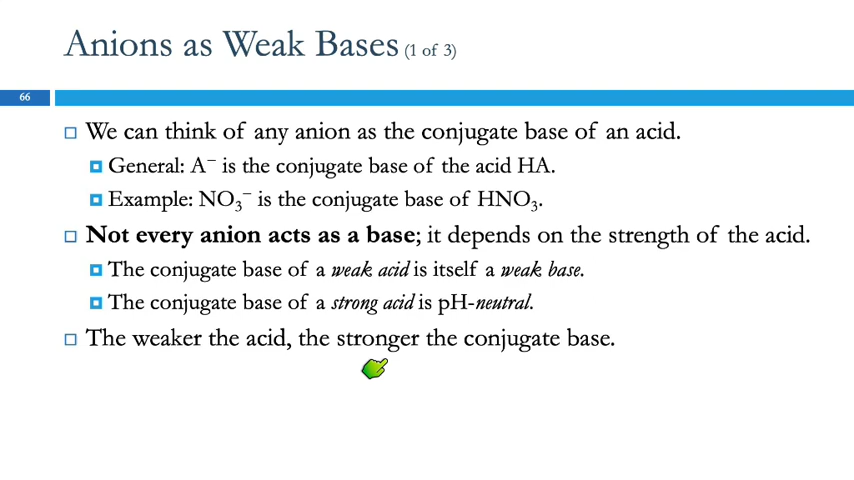 Anions as Weak Bases (1 of 3)
66
We can think of any anion as the conjugate base of an acid.
General: A⁻ is the conjugate base of the acid HA.
Example: NO₃⁻ is the conjugate base of HNO₃.
Not every anion acts as a base; it depends on the strength of the acid.
The conjugate base of a weak acid is itself a weak base.
The conjugate base of a strong acid is pH-neutral.
The weaker the acid, the stronger the conjugate base.